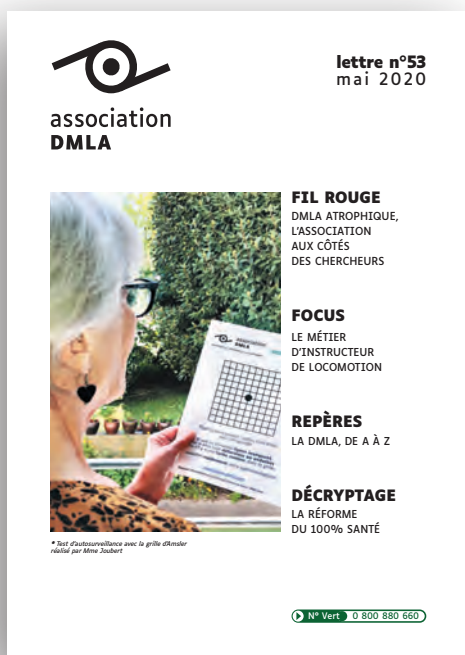 association
DMLA
lettre n°53
mai 2020
FIL ROUGE
DMLA ATROPHIQUE,
L'ASSOCIATION
AUX CÔTÉS
DES CHERCHEURS
FOCUS
LE MÉTIER
D'INSTRUCTEUR
DE LOCOMOTION
REPÈRES
LA DMLA, DE A À Z
DÉCRYPTAGE
LA RÉFORME
DU 100% SANTÉ
association
DMLA
* Test d'autosurveillance avec la grille d'Amsler
réalisé par Mme Joubert
N° Vert 0 800 880 660